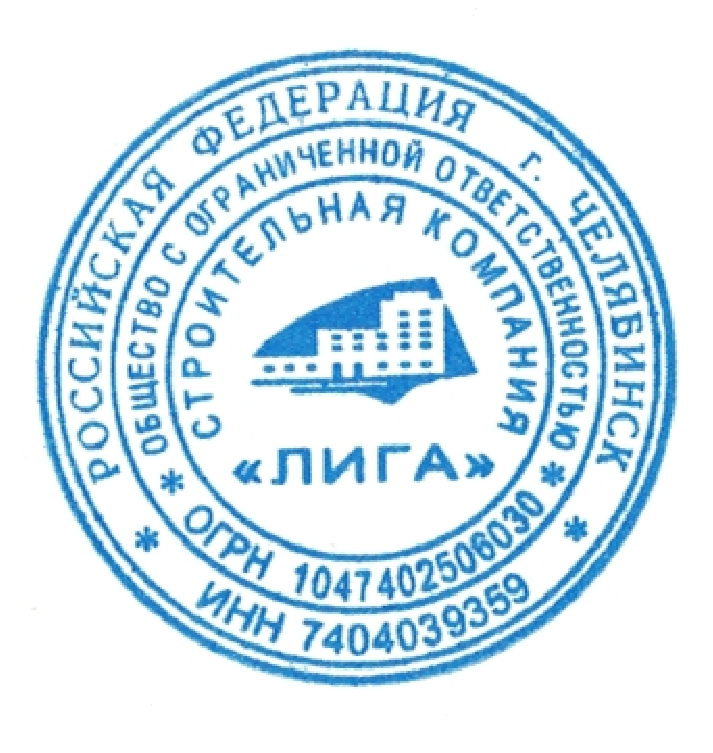 РОССИЙСКАЯ ФЕДЕРАЦИЯ г. ЧЕЛЯБИНСК
* ИНН 7404039359 *
ОБЩЕСТВО С ОГРАНИЧЕННОЙ ОТВЕТСТВЕННОСТЬЮ
* ОГРН 1047402506030 *
СТРОИТЕЛЬНАЯ КОМПАНИЯ
«ЛИГА»